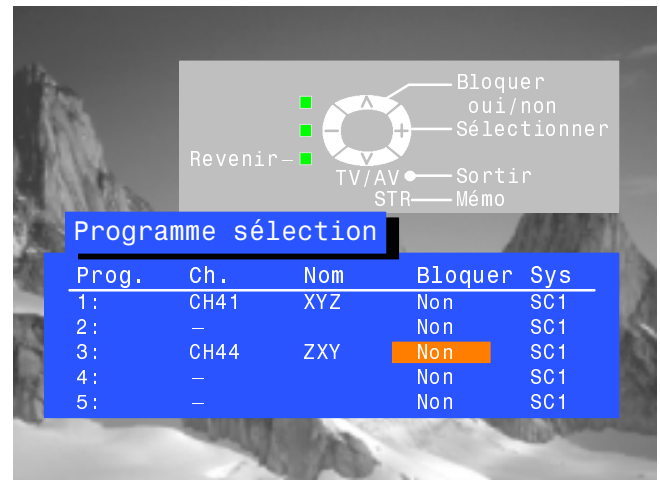 Bloquer
oui/non
Sélectionner
Revenir
TV/AV Sortir
STR Mémo
Programme sélection
Prog. Ch. Nom Bloquer Sys
1: CH41 XYZ Non SC1
2: – Non SC1
3: CH44 ZXY Non SC1
4: – Non SC1
5: – Non SC1